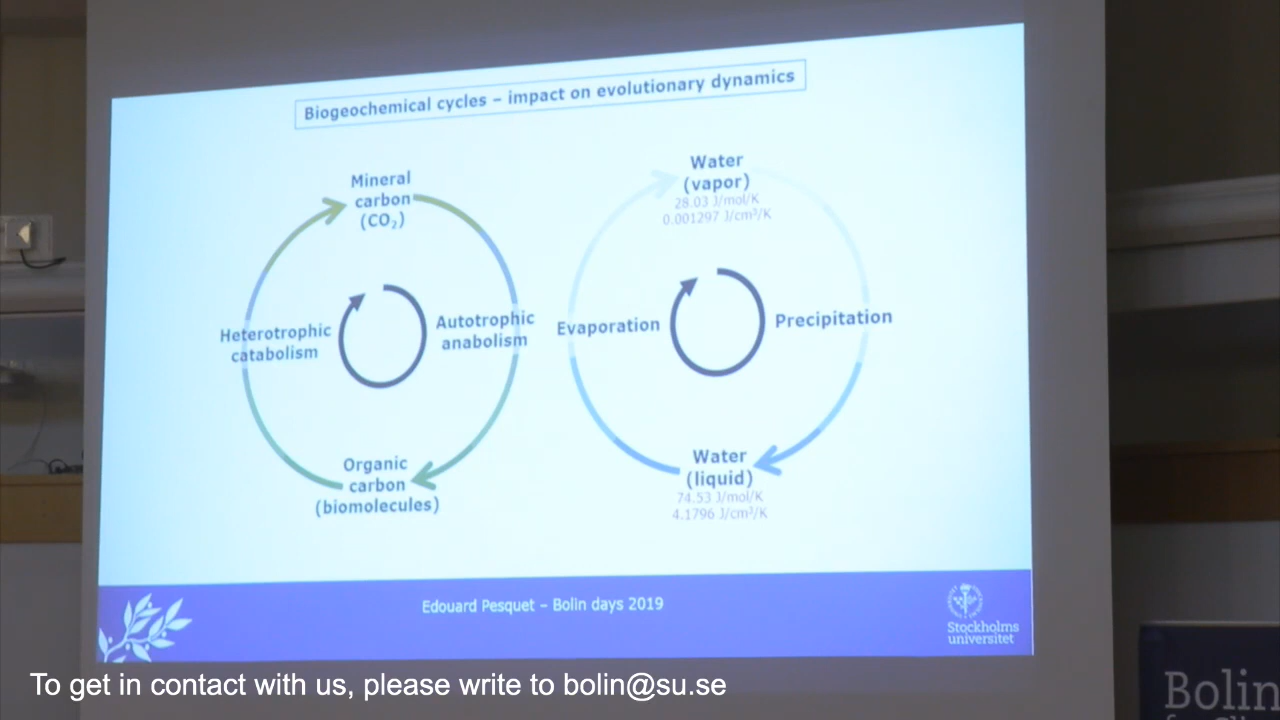 Biogeochemical cycles – impact on evolutionary dynamics
Mineral
carbon
(CO₂)
Heterotrophic
catabolism
Autotrophic
anabolism
Organic
carbon
(biomolecules)
Water
(vapor)
28.03 J/mol/K
0.001297 J/cm³/K
Evaporation
Precipitation
Water
(liquid)
74.53 J/mol/K
4.1796 J/cm³/K
Edouard Pesquet – Bolin days 2019
Stockholms
universitet
To get in contact with us, please write to bolin@su.se
Bolin